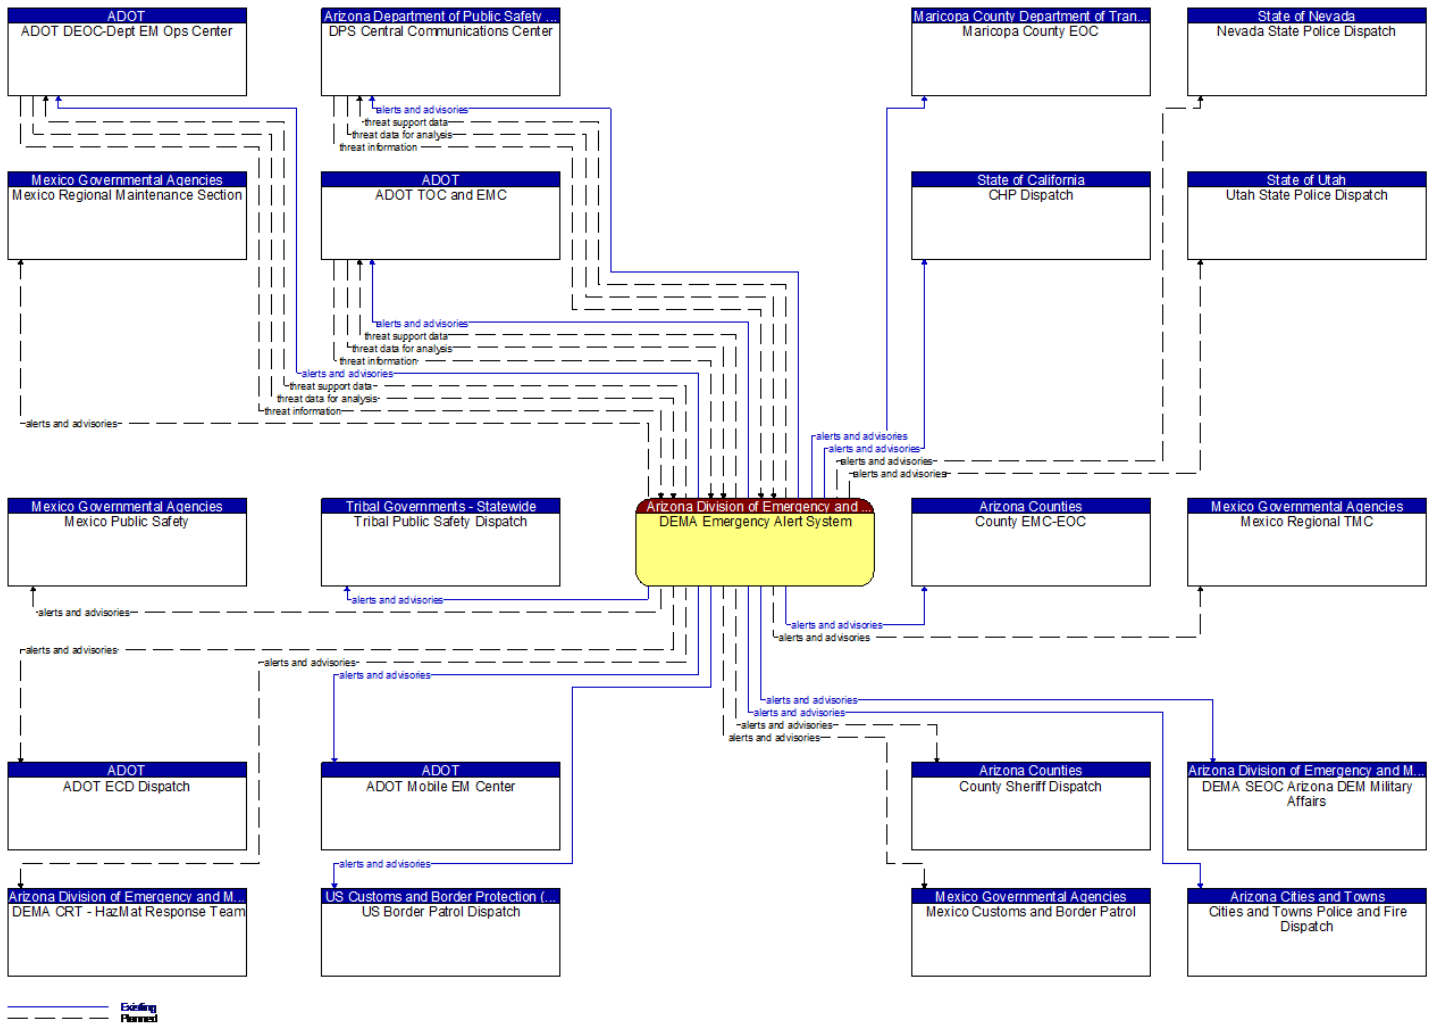 ADOT
ADOT DEOC-Dept EM Ops Center
Arizona Department of Public Safety ...
DPS Central Communications Center
Maricopa County Department of Tran...
Maricopa County EOC
State of Nevada
Nevada State Police Dispatch
alerts and advisories
threat support data
threat data for analysis
threat information
Mexico Governmental Agencies
Mexico Regional Maintenance Section
ADOT
ADOT TOC and EMC
State of California
CHP Dispatch
State of Utah
Utah State Police Dispatch
alerts and advisories
threat support data
threat data for analysis
threat information
alerts and advisories
threat support data
threat data for analysis
threat information
alerts and advisories
alerts and advisories
alerts and advisories
alerts and advisories
alerts and advisories
Mexico Governmental Agencies
Mexico Public Safety
Tribal Governments - Statewide
Tribal Public Safety Dispatch
Arizona Division of Emergency and ...
DEMA Emergency Alert System
Arizona Counties
County EMC-EOC
Mexico Governmental Agencies
Mexico Regional TMC
alerts and advisories
alerts and advisories
alerts and advisories
alerts and advisories
alerts and advisories
alerts and advisories
alerts and advisories
alerts and advisories
alerts and advisories
alerts and advisories
alerts and advisories
ADOT
ADOT ECD Dispatch
ADOT
ADOT Mobile EM Center
Arizona Counties
County Sheriff Dispatch
Arizona Division of Emergency and M...
DEMA SEOC Arizona DEM Military
Affairs
alerts and advisories
Arizona Division of Emergency and M...
DEMA CRT - HazMat Response Team
US Customs and Border Protection (...
US Border Patrol Dispatch
Mexico Governmental Agencies
Mexico Customs and Border Patrol
Arizona Cities and Towns
Cities and Towns Police and Fire
Dispatch
Existing
Planned